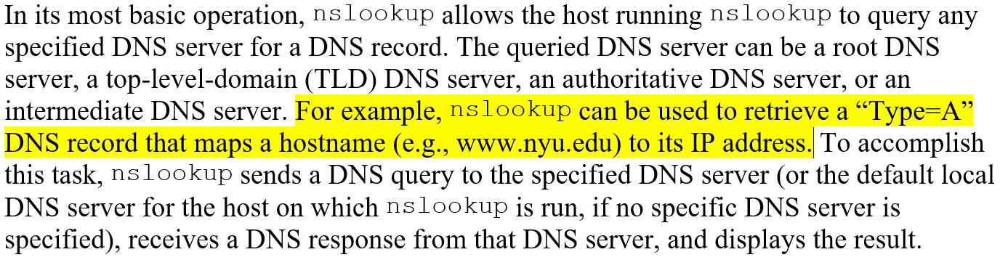 In its most basic operation, nslookup allows the host running nslookup to query any
specified DNS server for a DNS record. The queried DNS server can be a root DNS
server, a top-level-domain (TLD) DNS server, an authoritative DNS server, or an
intermediate DNS server. For example, nslookup can be used to retrieve a “Type=A”
DNS record that maps a hostname (e.g., www.nyu.edu) to its IP address. To accomplish
this task, nslookup sends a DNS query to the specified DNS server (or the default local
DNS server for the host on which nslookup is run, if no specific DNS server is
specified), receives a DNS response from that DNS server, and displays the result.